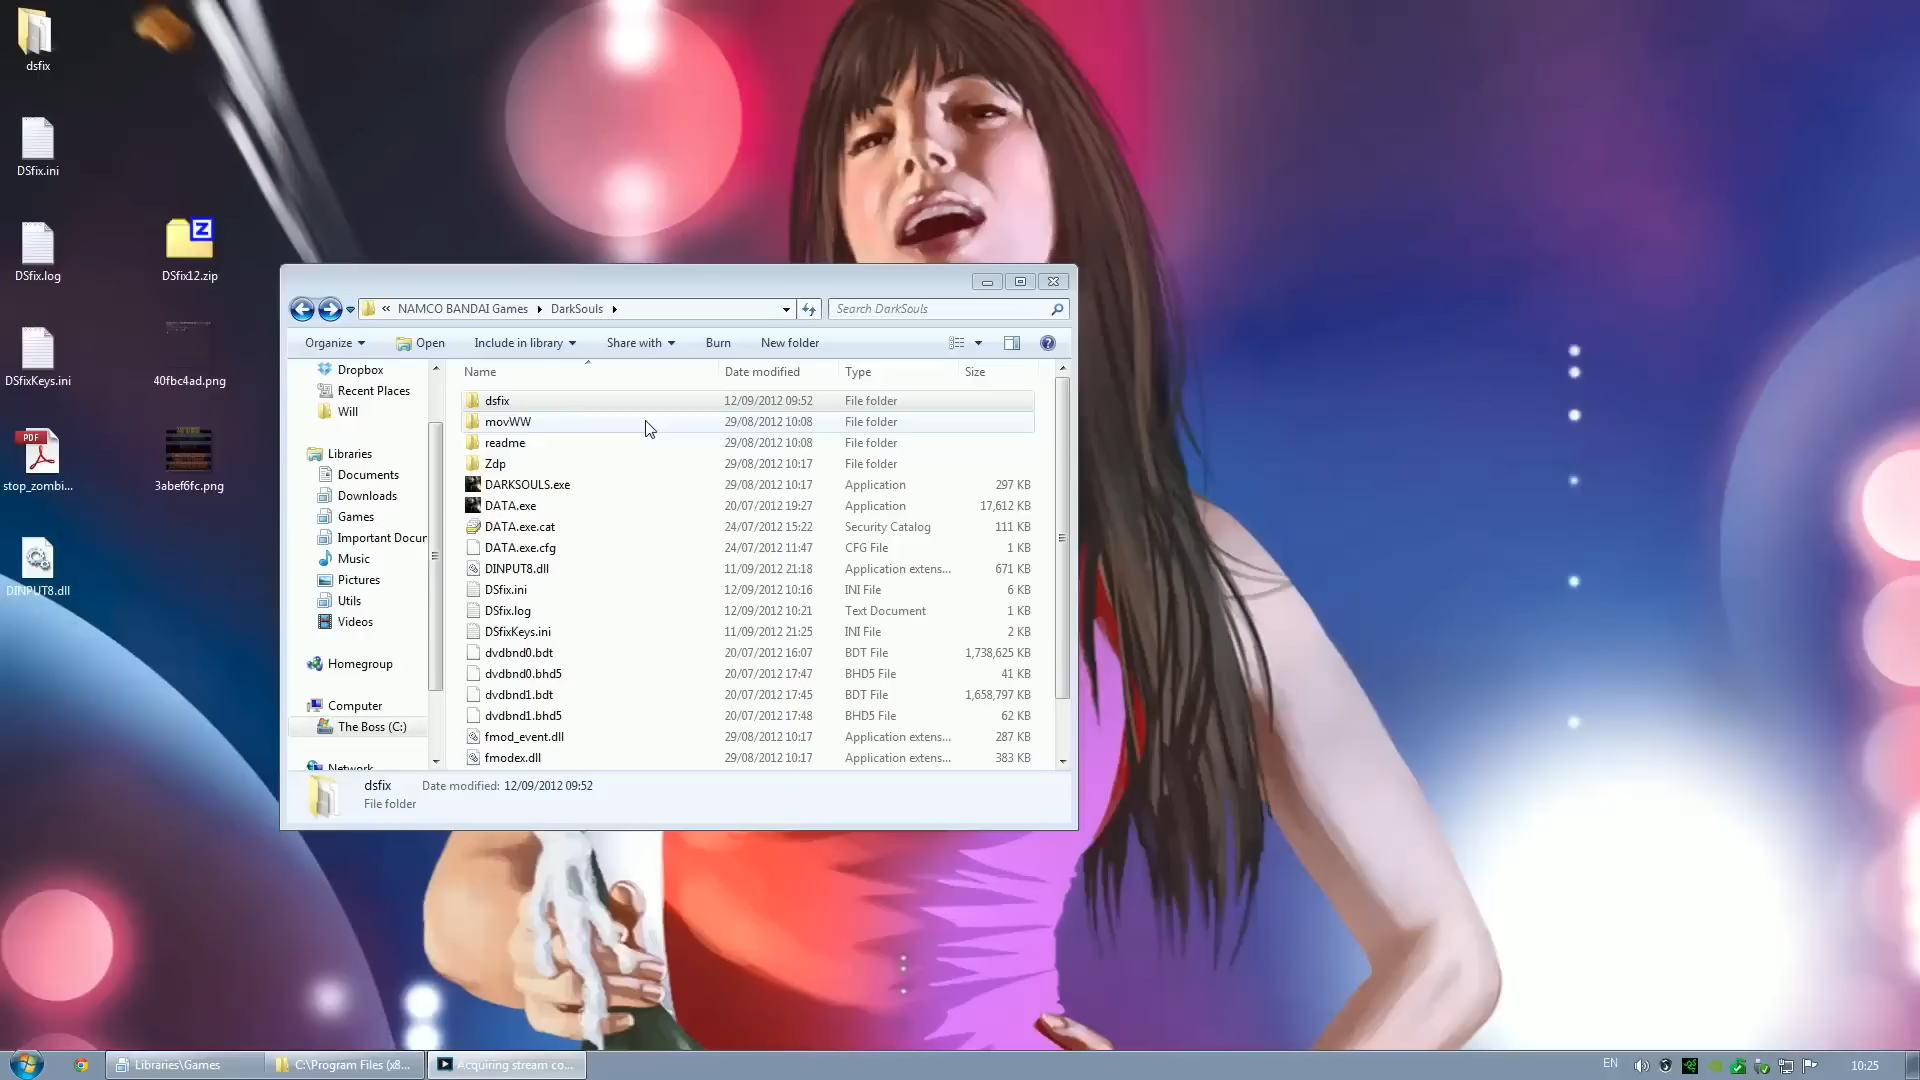 dsfix
DSfix.ini
DSfix.log
DSfix12.zip
DSfixKeys.ini
40fbc4ad.png
PDF
stop_zombi...
3abef6fc.png
DINPUT8.dll
« NAMCO BANDAI Games DarkSouls
Search DarkSouls
Organize Open Include in library Share with Burn New folder
Dropbox
Recent Places
Will
Libraries
Documents
Downloads
Games
Important Docur
Music
Pictures
Utils
Videos
Homegroup
Computer
The Boss (C:)
Network
Name Date modified Type Size
dsfix 12/09/2012 09:52 File folder
movWW 29/08/2012 10:08 File folder
readme 29/08/2012 10:08 File folder
Zdp 29/08/2012 10:17 File folder
DARKSOULS.exe 29/08/2012 10:17 Application 297 KB
DATA.exe 20/07/2012 19:27 Application 17,612 KB
DATA.exe.cat 24/07/2012 15:22 Security Catalog 111 KB
DATA.exe.cfg 24/07/2012 11:47 CFG File 1 KB
DINPUT8.dll 11/09/2012 21:18 Application extens... 671 KB
DSfix.ini 12/09/2012 10:16 INI File 6 KB
DSfix.log 12/09/2012 10:21 Text Document 1 KB
DSfixKeys.ini 11/09/2012 21:25 INI File 2 KB
dvdbnd0.bdt 20/07/2012 16:07 BDT File 1,738,625 KB
dvdbnd0.bhd5 20/07/2012 17:47 BHD5 File 41 KB
dvdbnd1.bdt 20/07/2012 17:45 BDT File 1,658,797 KB
dvdbnd1.bhd5 20/07/2012 17:48 BHD5 File 62 KB
fmod_event.dll 29/08/2012 10:17 Application extens... 287 KB
fmodex.dll 29/08/2012 10:17 Application extens... 383 KB
dsfix Date modified: 12/09/2012 09:52
File folder
Libraries\Games
C:\Program Files (x8...
Acquiring stream co...
EN
10:25